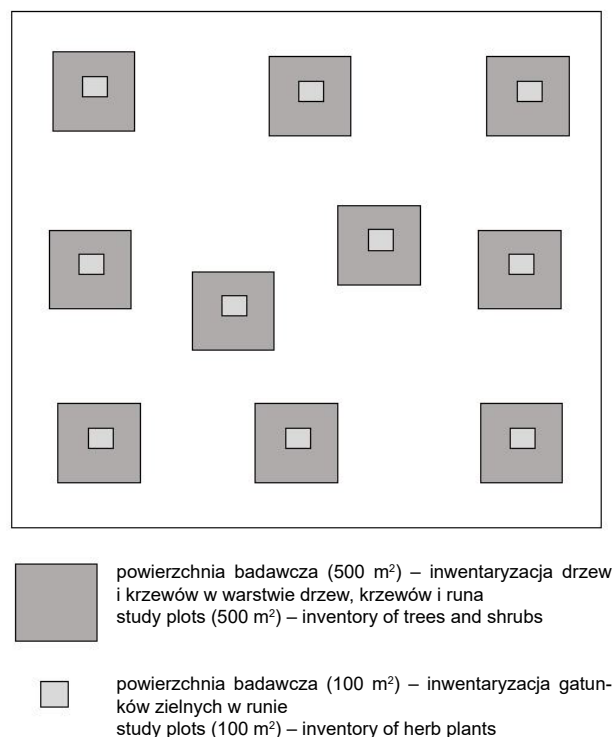 powierzchnia badawcza (500 m²) – inwentaryzacja drzew
i krzewów w warstwie drzew, krzewów i runa
study plots (500 m²) – inventory of trees and shrubs
powierzchnia badawcza (100 m²) – inwentaryzacja gatun-
ków zielnych w runie
study plots (100 m²) – inventory of herb plants